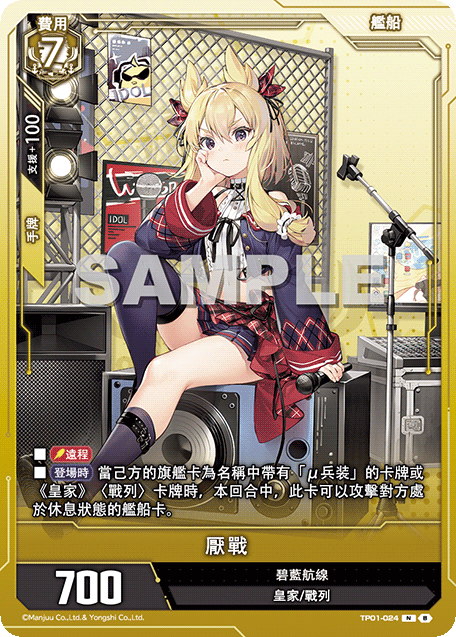 費用
艦船
7
支援+100
手牌
IDOL
IDOL
SAMPLE
遠程
登場時 當己方的旗艦卡為名稱中帶有「μ兵装」的卡牌或
《皇家》〈戰列〉卡牌時，本回合中，此卡可以攻擊對方處
於休息狀態的艦船卡。
厭戰
700
碧藍航線
皇家/戰列
©Manjuu Co.,Ltd.& Yongshi Co.,Ltd.
TP01-024 N B